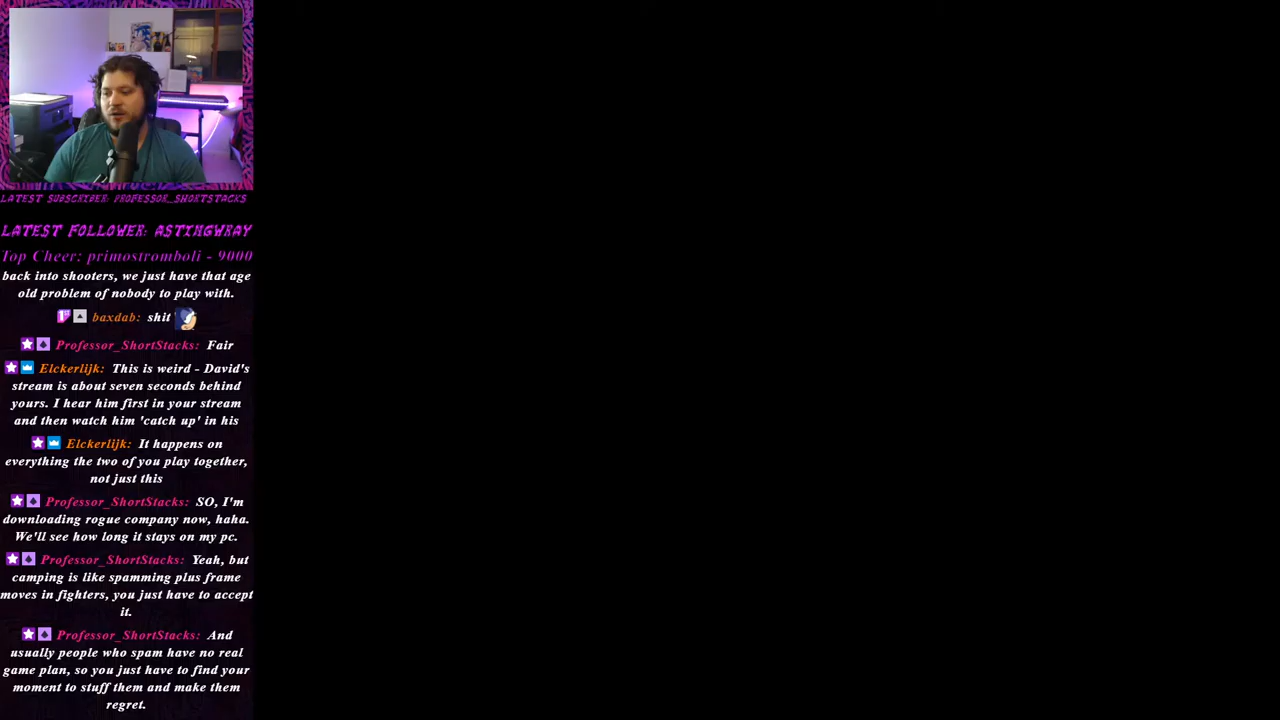 LATEST SUBSCRIBER: PROFESSOR_SHORTSTACKS
LATEST FOLLOWER: ASTINGWRAY
Top Cheer: primostromboli - 9000
back into shooters, we just have that age
old problem of nobody to play with.
baxdab: shit
Professor_ShortStacks: Fair
Elckerlijk: This is weird - David's
stream is about seven seconds behind
yours. I hear him first in your stream
and then watch him 'catch up' in his
Elckerlijk: It happens on
everything the two of you play together,
not just this
Professor_ShortStacks: SO, I'm
downloading rogue company now, haha.
We'll see how long it stays on my pc.
Professor_ShortStacks: Yeah, but
camping is like spamming plus frame
moves in fighters, you just have to accept
it.
Professor_ShortStacks: And
usually people who spam have no real
game plan, so you just have to find your
moment to stuff them and make them
regret.